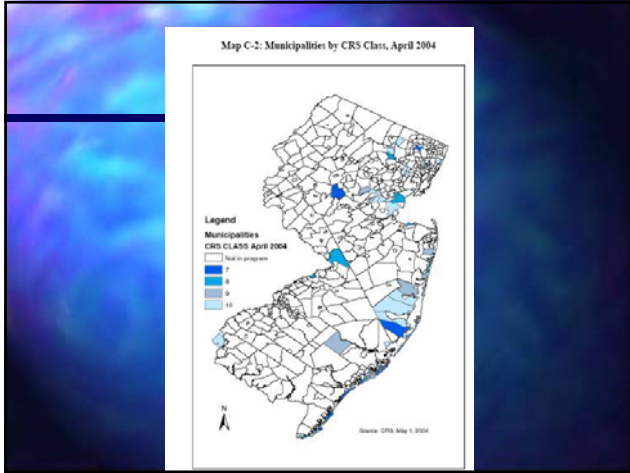 Map C-2: Municipalities by CRS Class, April 2004
Legend
Municipalities
CRS CLASS April 2004
Not in program
7
8
9
10
N
Source: CRS, May 1, 2004